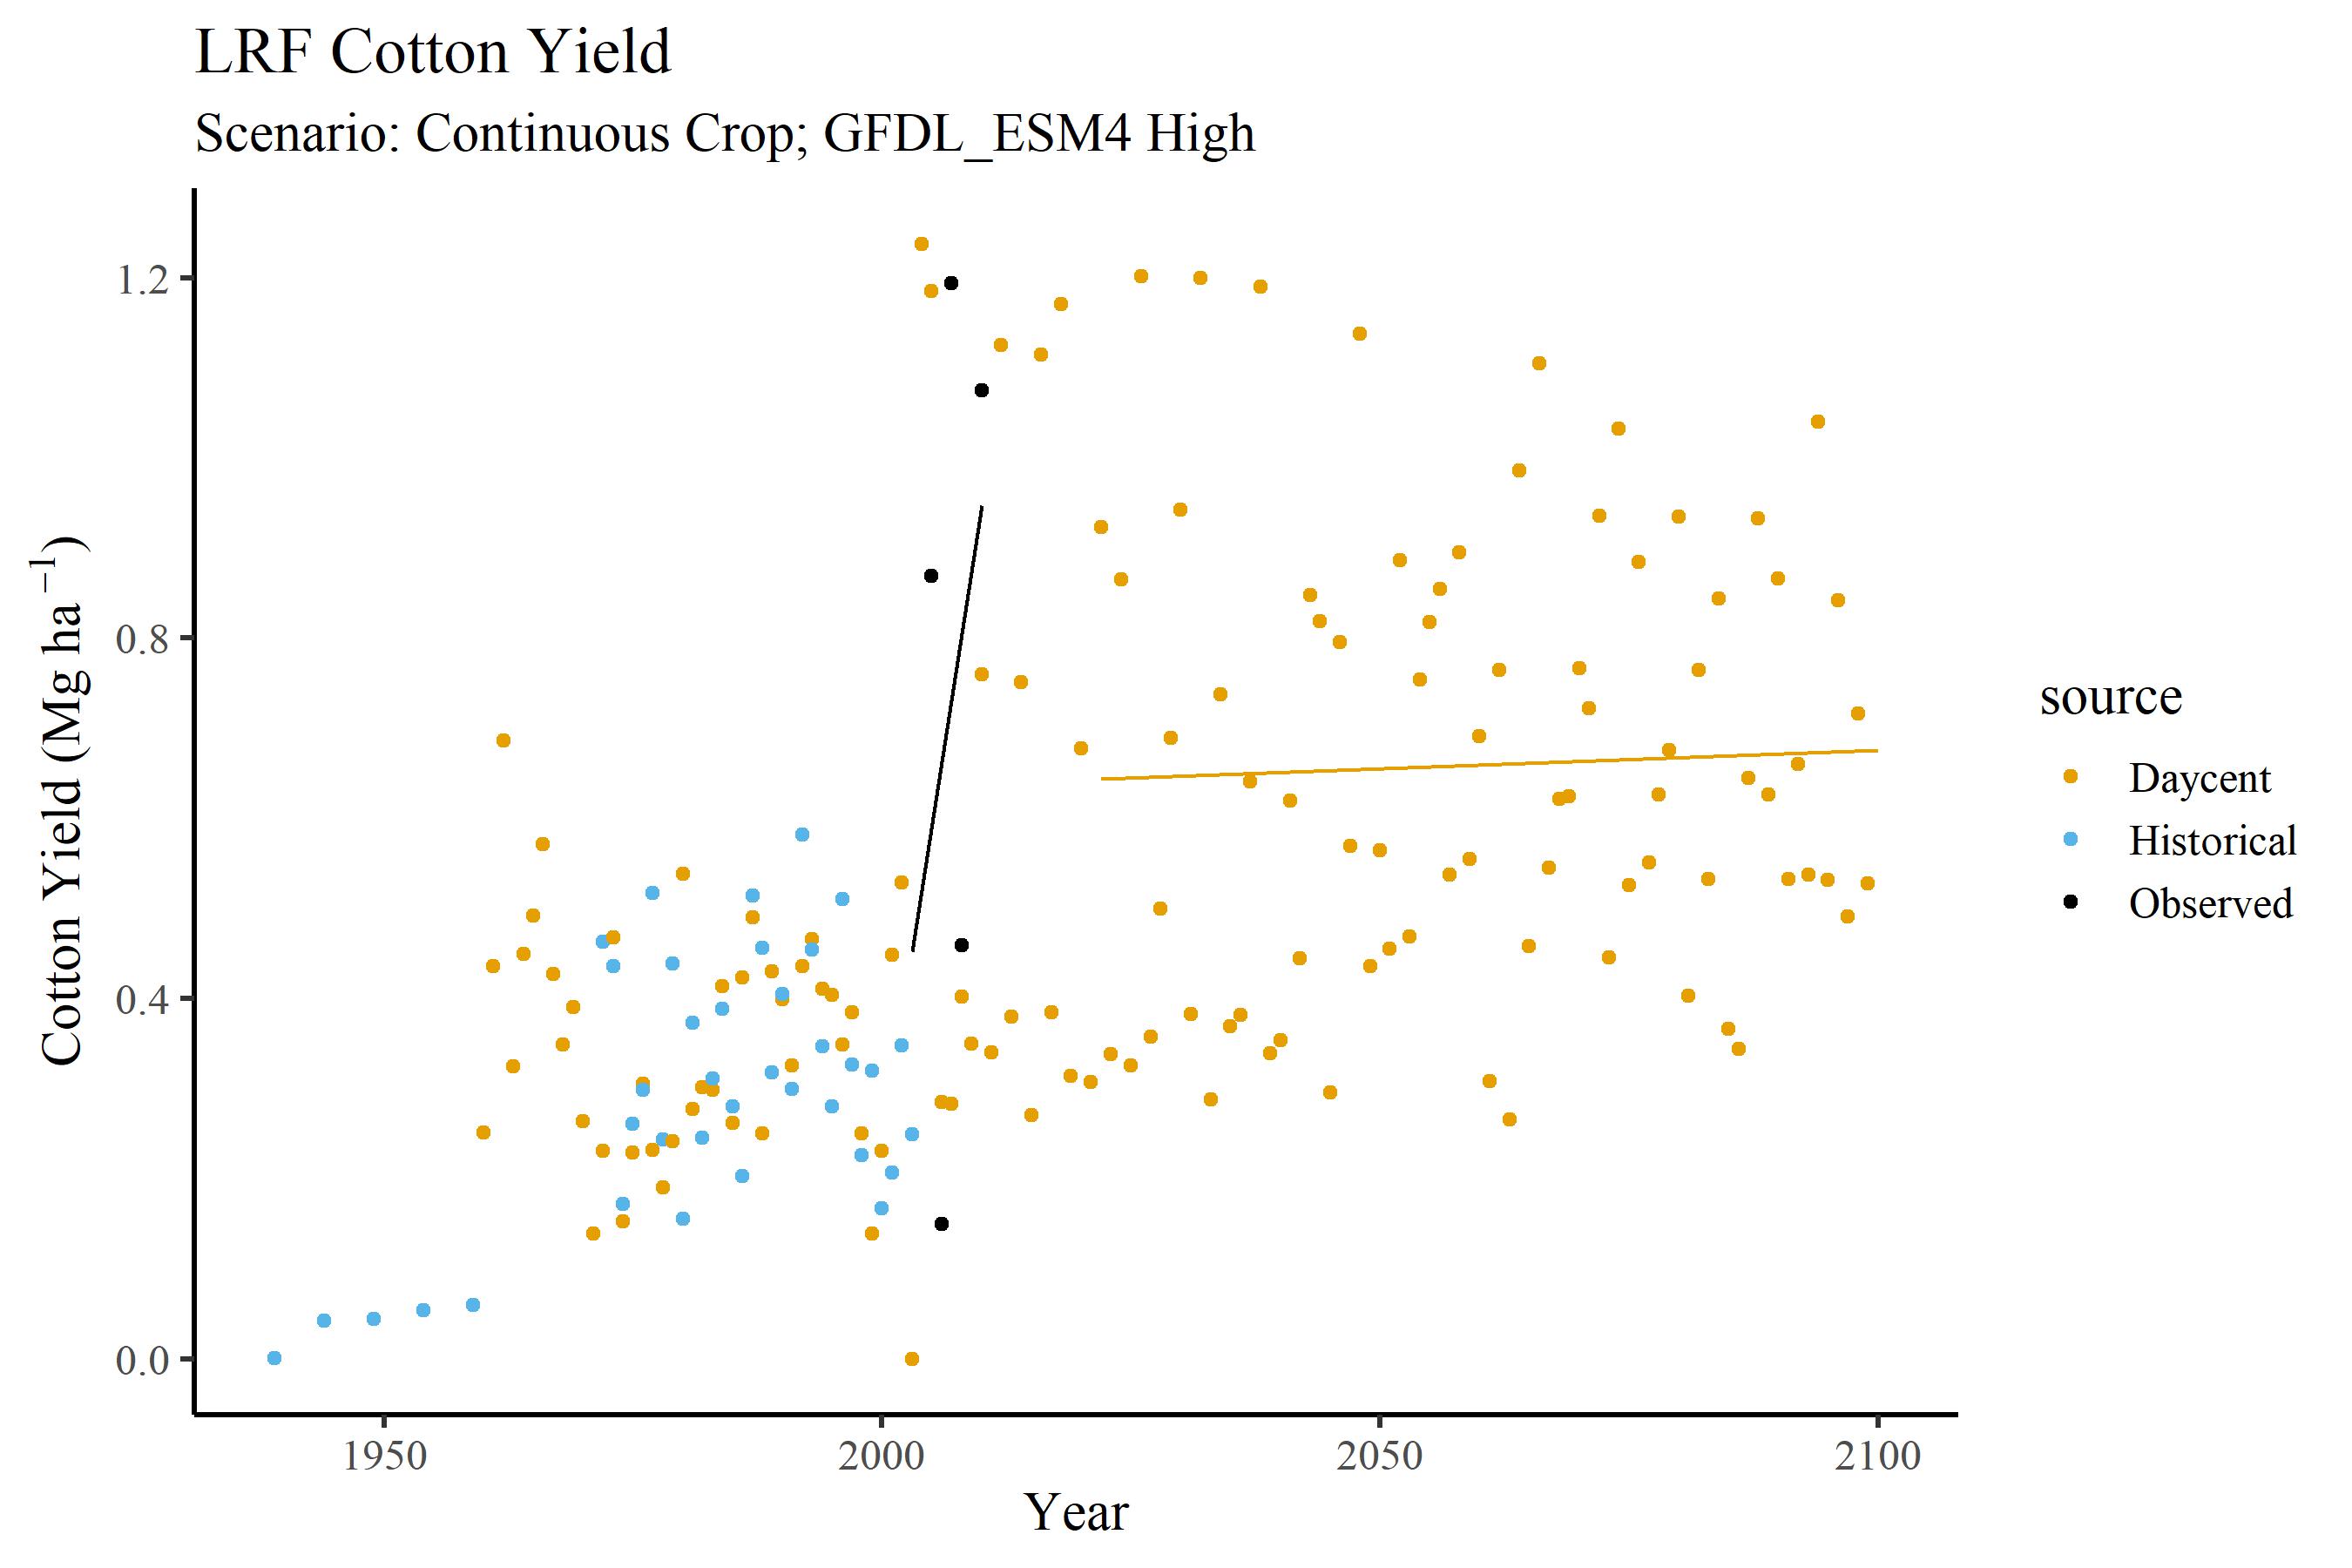 LRF Cotton Yield
Scenario: Continuous Crop; GFDL_ESM4 High
Cotton Yield (Mg ha⁻¹)
1.2
0.8
0.4
0.0
1950
2000
2050
2100
Year
source
Daycent
Historical
Observed